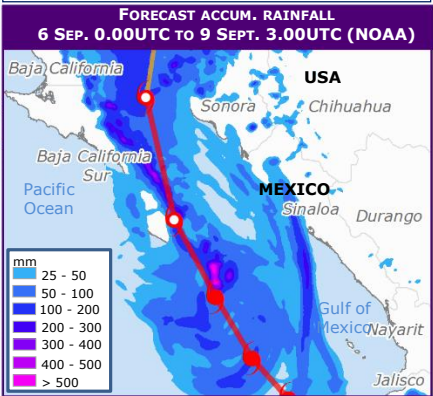 FORECAST ACCUM. RAINFALL
6 SEP. 0.00UTC TO 9 SEPT. 3.00UTC (NOAA)
Baja California
USA
Sonora
Chihuahua
Baja California
Sur
Pacific
Ocean
MEXICO
Sinaloa
Durango
mm
25 - 50
50 - 100
100 - 200
200 - 300
300 - 400
400 - 500
> 500
Gulf of
Mexico
Nayarit
Jalisco